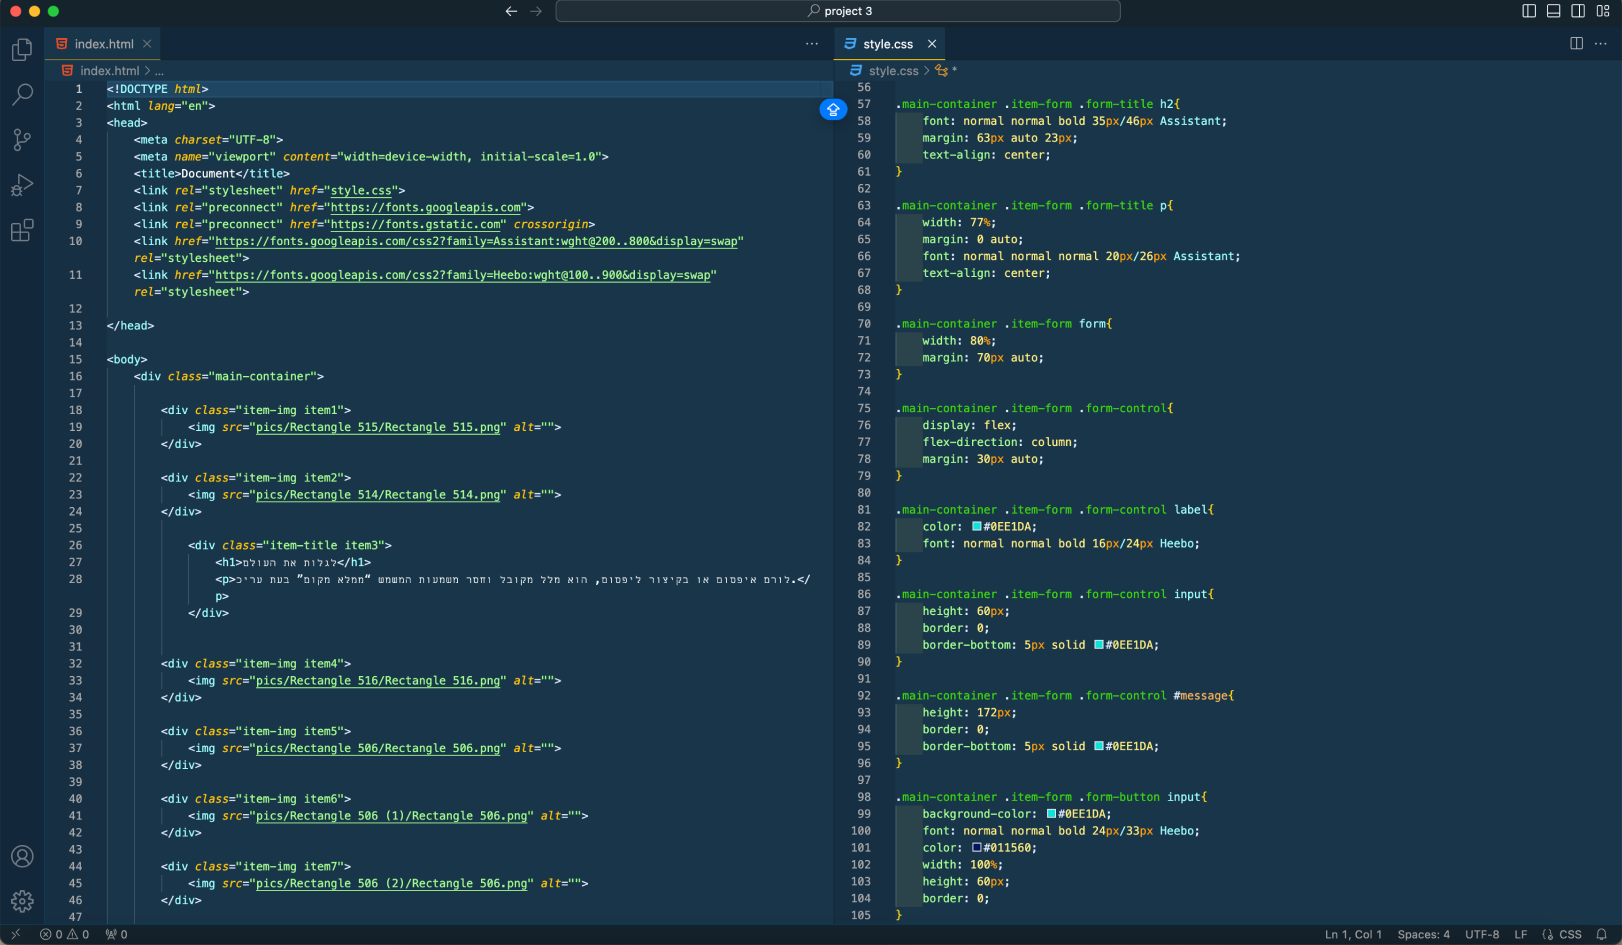 project 3
index.html
style.css
index.html > ...
style.css > *
1 <!DOCTYPE html>
2 <html lang="en">
3 <head>
4 <meta charset="UTF-8">
5 <meta name="viewport" content="width=device-width, initial-scale=1.0">
6 <title>Document</title>
7 <link rel="stylesheet" href="style.css">
8 <link rel="preconnect" href="https://fonts.googleapis.com">
9 <link rel="preconnect" href="https://fonts.gstatic.com" crossorigin>
10 <link href="https://fonts.googleapis.com/css2?family=Assistant:wght@200..800&display=swap"
rel="stylesheet">
11 <link href="https://fonts.googleapis.com/css2?family=Heebo:wght@100..900&display=swap"
rel="stylesheet">
12
13 </head>
14
15 <body>
16 <div class="main-container">
17
18 <div class="item-img item1">
19 <img src="pics/Rectangle 515/Rectangle 515.png" alt="">
20 </div>
21
22 <div class="item-img item2">
23 <img src="pics/Rectangle 514/Rectangle 514.png" alt="">
24 </div>
25
26 <div class="item-title item3">
27 <h1>לגלות את העולם</h1>
28 <p>לורם איפסום או בקיצור ליפסום, הוא מלל מקובל וחסר משמעות המשמש “ממלא מקום” בעת עריכ.</
p>
29 </div>
30
31
32 <div class="item-img item4">
33 <img src="pics/Rectangle 516/Rectangle 516.png" alt="">
34 </div>
35
36 <div class="item-img item5">
37 <img src="pics/Rectangle 506/Rectangle 506.png" alt="">
38 </div>
39
40 <div class="item-img item6">
41 <img src="pics/Rectangle 506 (1)/Rectangle 506.png" alt="">
42 </div>
43
44 <div class="item-img item7">
45 <img src="pics/Rectangle 506 (2)/Rectangle 506.png" alt="">
46 </div>
47
56
57 .main-container .item-form .form-title h2{
58 font: normal normal bold 35px/46px Assistant;
59 margin: 63px auto 23px;
60 text-align: center;
61 }
62
63 .main-container .item-form .form-title p{
64 width: 77%;
65 margin: 0 auto;
66 font: normal normal normal 20px/26px Assistant;
67 text-align: center;
68 }
69
70 .main-container .item-form form{
71 width: 80%;
72 margin: 70px auto;
73 }
74
75 .main-container .item-form .form-control{
76 display: flex;
77 flex-direction: column;
78 margin: 30px auto;
79 }
80
81 .main-container .item-form .form-control label{
82 color: #0EE1DA;
83 font: normal normal bold 16px/24px Heebo;
84 }
85
86 .main-container .item-form .form-control input{
87 height: 60px;
88 border: 0;
89 border-bottom: 5px solid #0EE1DA;
90 }
91
92 .main-container .item-form .form-control #message{
93 height: 172px;
94 border: 0;
95 border-bottom: 5px solid #0EE1DA;
96 }
97
98 .main-container .item-form .form-button input{
99 background-color: #0EE1DA;
100 font: normal normal bold 24px/33px Heebo;
101 color: #011560;
102 width: 100%;
103 height: 60px;
104 border: 0;
105 }
0 0 0
Ln 1, Col 1 Spaces: 4 UTF-8 LF {} CSS